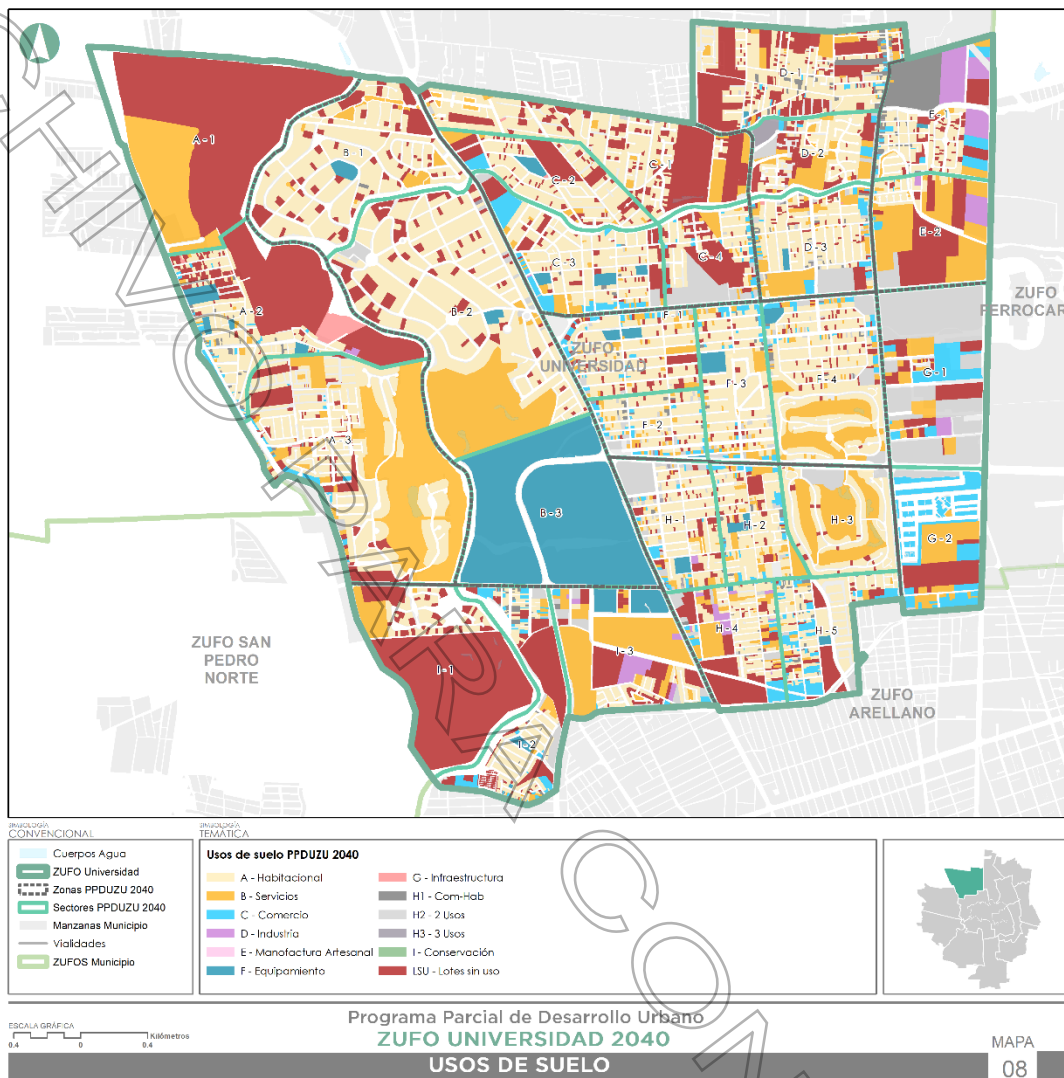 A - 1
B - 1
C - 1
C - 2
D - 1
D - 2
E - 1
E - 2
A - 2
B - 2
C - 3
C - 4
D - 3
ZUFO
FERROCAR
F - 1
ZUFO
UNIVERSIDAD
F - 3
F - 4
G - 1
F - 2
A - 3
B - 3
H - 1
H - 2
H - 3
G - 2
ZUFO SAN
PEDRO
NORTE
I - 1
I - 3
H - 4
H - 5
ZUFO
ARELLANO
I - 2
SIMBOLOGÍA
CONVENCIONAL
Cuerpos Agua
ZUFO Universidad
Zonas PPDUZU 2040
Sectores PPDUZU 2040
Manzanas Municipio
Vialidades
ZUFOS Municipio
SIMBOLOGÍA
TEMÁTICA
Usos de suelo PPDUZU 2040
A - Habitacional
B - Servicios
C - Comercio
D - Industria
E - Manofactura Artesanal
F - Equipamiento
G - Infraestructura
H1 - Com-Hab
H2 - 2 Usos
H3 - 3 Usos
I - Conservación
LSU - Lotes sin uso
ESCALA GRÁFICA
Kilómetros
0.4 0 0.4
Programa Parcial de Desarrollo Urbano
ZUFO UNIVERSIDAD 2040
USOS DE SUELO
MAPA
08